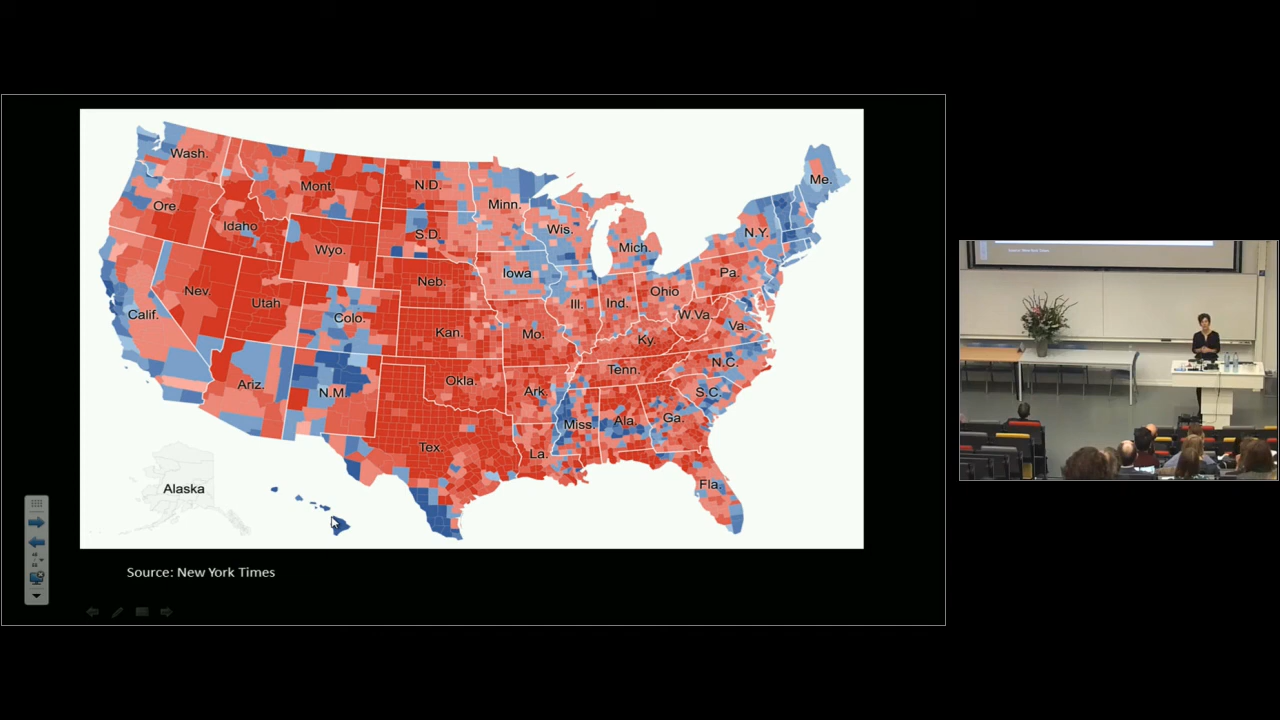 Me.
Wash.
Mont.
N.D.
Minn.
Ore.
Idaho
S.D.
Wis.
N.Y.
Wyo.
Mich.
Iowa
Pa.
Neb.
Nev.
Utah
Colo.
Ill.
Ind.
Ohio
Calif.
W.Va.
Va.
Kan.
Mo.
Ky.
Tenn.
N.C.
Ariz.
N.M.
Okla.
Ark.
S.C.
Miss.
Ala.
Ga.
Tex.
La.
Alaska
Fla.
Source: New York Times